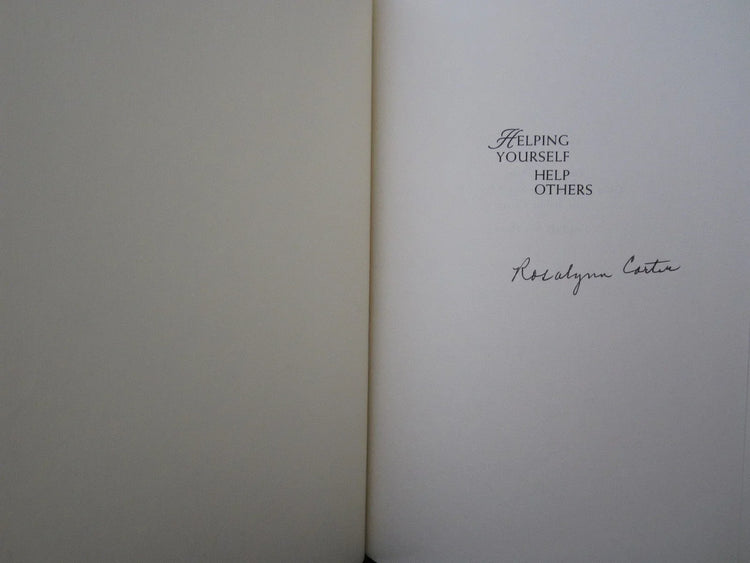 HELPING
YOURSELF
HELP
OTHERS
Rosalynn Carter